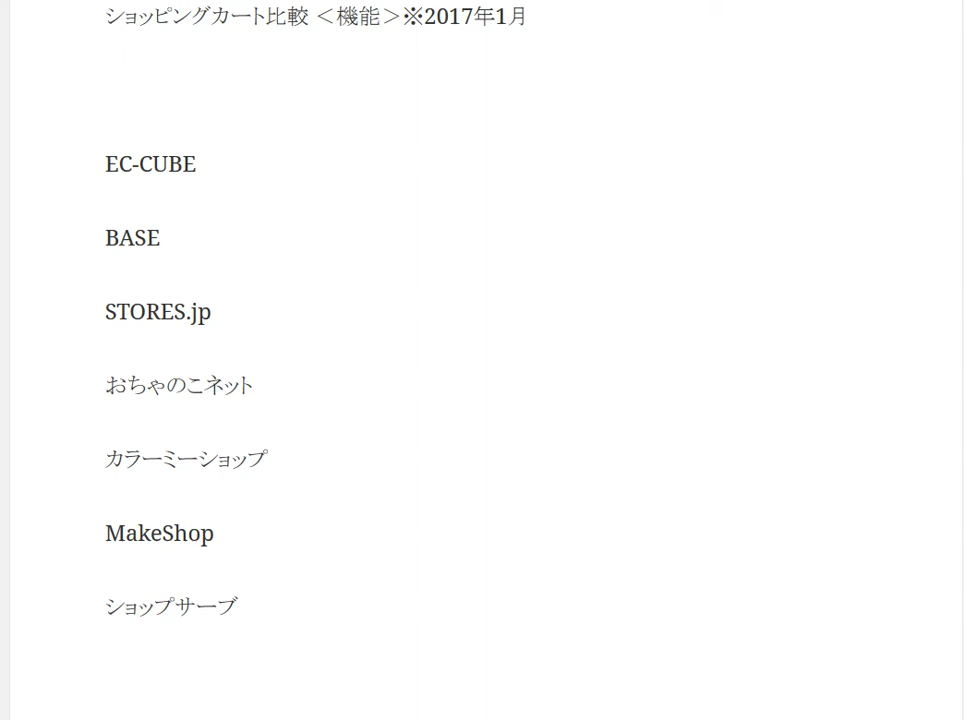 ショッピングカート比較 ＜機能＞※2017年1月
EC-CUBE
BASE
STORES.jp
おちゃのこネット
カラーミーショップ
MakeShop
ショップサーブ